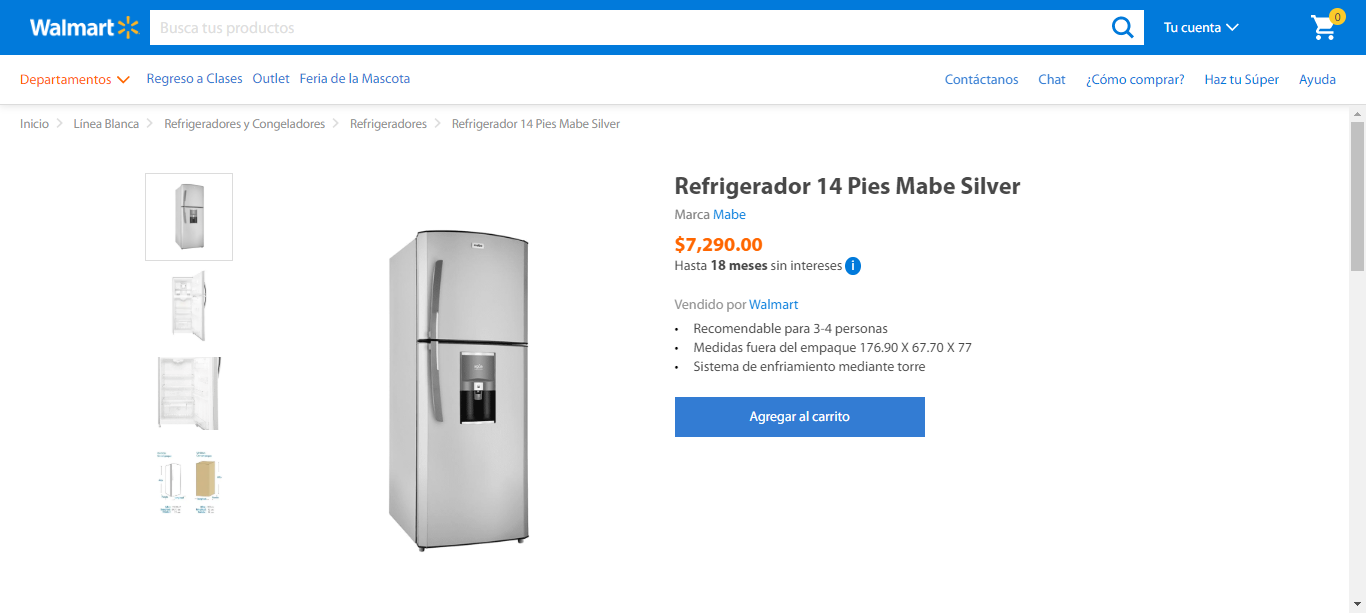 Walmart
Busca tus productos
Tu cuenta
0
Departamentos
Regreso a Clases
Outlet
Feria de la Mascota
Contáctanos
Chat
¿Cómo comprar?
Haz tu Súper
Ayuda
Inicio
Línea Blanca
Refrigeradores y Congeladores
Refrigeradores
Refrigerador 14 Pies Mabe Silver
Refrigerador 14 Pies Mabe Silver
Marca Mabe
$7,290.00
Hasta 18 meses sin intereses i
Vendido por Walmart
• Recomendable para 3-4 personas
• Medidas fuera del empaque 176.90 X 67.70 X 77
• Sistema de enfriamiento mediante torre
Agregar al carrito